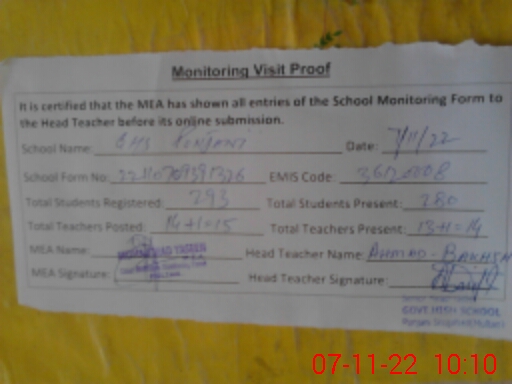 Monitoring Visit Proof
It is certified that the MEA has shown all entries of the School Monitoring Form to
the Head Teacher before its online submission.
School Name: GHS Date: 7/11/22
School Form No: EMIS Code:
Total Students Registered: 293 Total Students Present: 280
Total Teachers Posted: 14+1=15 Total Teachers Present: 13+1=14
MEA Name: Head Teacher Name: AHMAD-BAKHSH
MEA Signature: Head Teacher Signature:
GOVT HIGH SCHOOL
07-11-22 10:10